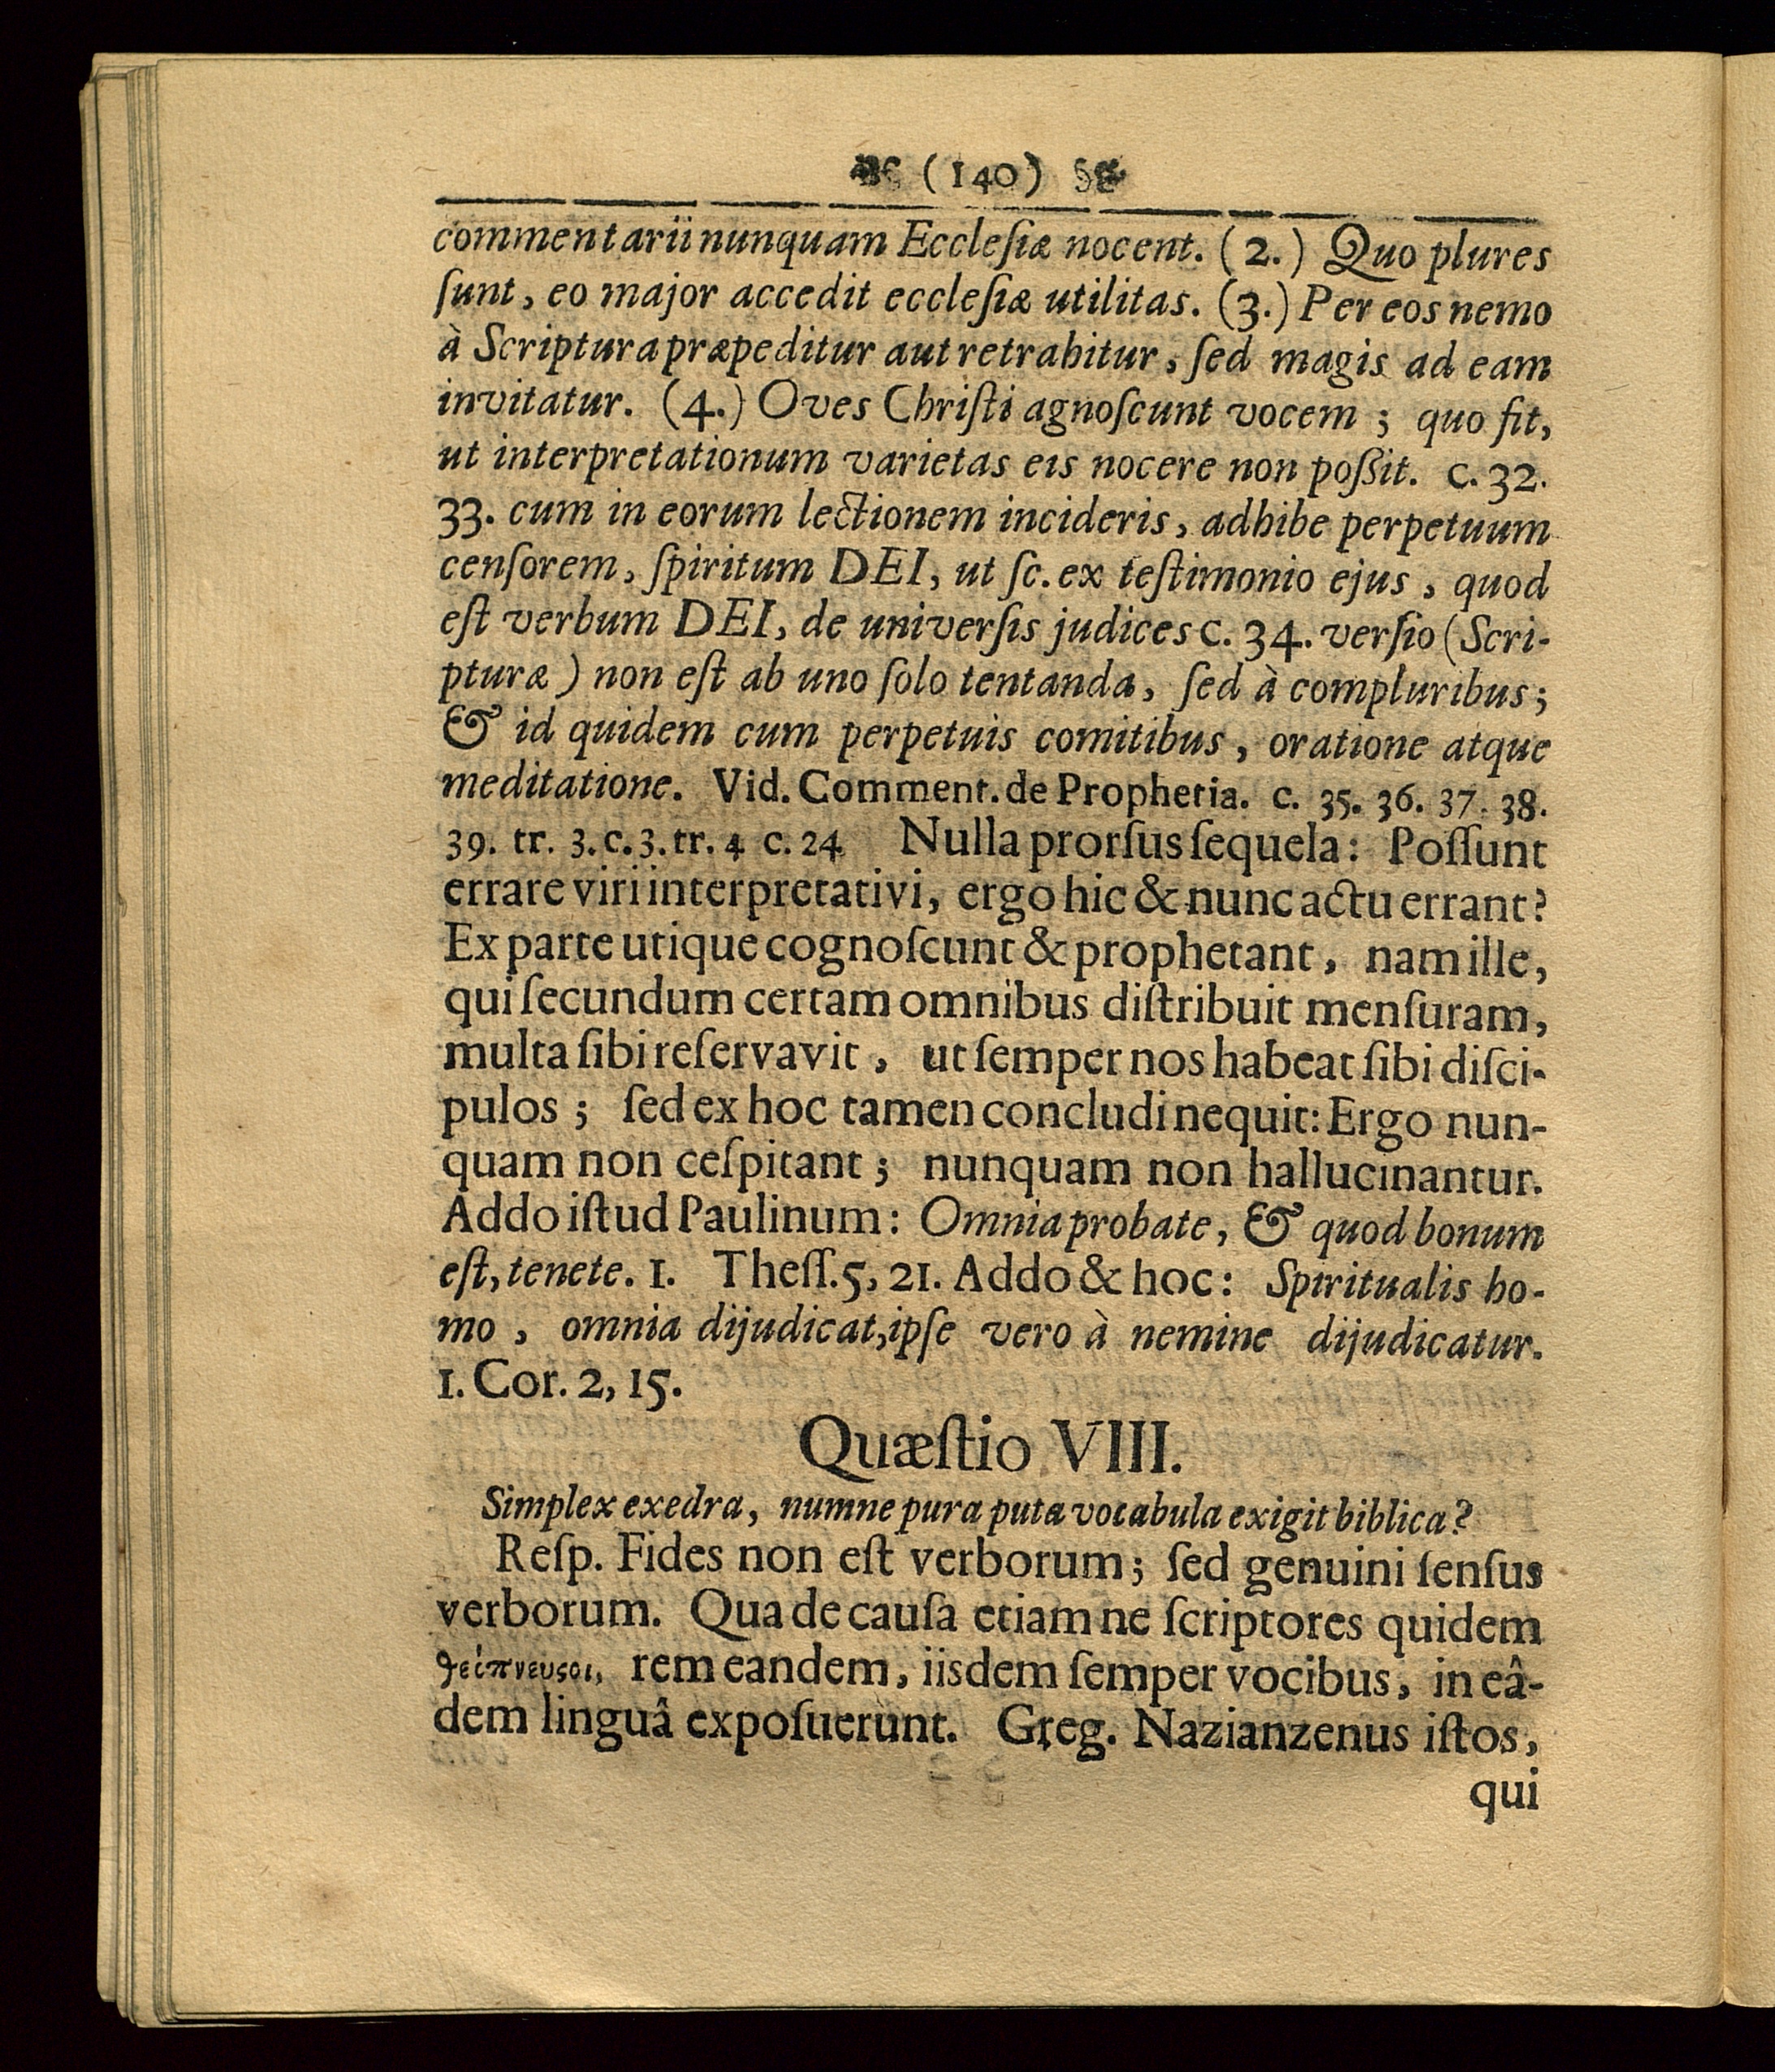 (140)
commentarii nunquam Ecclesiæ nocent. (2.) Quo plures
ſunt, eo major accedit ecclesiæ utilitas. (3.) Per eos nemo
à Scriptura præpeditur aut retrahitur, ſed magis ad eam
invitatur. (4.) Oves Chriſti agnoſcunt vocem; quo fit,
ut interpretationum varietas eis nocere non poßit. c. 32.
33. cum in eorum lectionem incideris, adhibe perpetuum
cenſorem, ſpiritum DEI, ut ſc. ex teſtimonio ejus, quod
eſt verbum DEI, de univerſis judices c. 34. verſio (Scri-
pturæ) non eſt ab uno ſolo tentanda, ſed à compluribus;
& id quidem cum perpetuis comitibus, oratione atque
meditatione. Vid. Comment. de Prophetia. c. 35. 36. 37. 38.
39. tr. 3. c. 3. tr. 4 c. 24 Nulla prorſus ſequela: Poſſunt
errare viri interpretativi, ergo hic & nunc actu errant?
Ex parte utique cognoſcunt & prophetant, nam ille,
qui ſecundum certam omnibus diſtribuit menſuram,
multa ſibi reſervavit, ut ſemper nos habeat ſibi diſci-
pulos; ſed ex hoc tamen concludi nequit: Ergo nun-
quam non ceſpitant; nunquam non hallucinantur.
Addo iſtud Paulinum: Omnia probate, & quod bonum
eſt, tenete. 1. Theſſ. 5, 21. Addo & hoc: Spiritualis ho-
mo, omnia dijudicat, ipſe vero à nemine dijudicatur.
1. Cor. 2, 15.
Quæſtio VIII.
Simplex exedra, numne pura puta vocabula exigit biblica?
Reſp. Fides non eſt verborum; ſed genuini ſenſus
verborum. Qua de cauſa etiam ne ſcriptores quidem
θεόπνευϛοι, rem eandem, iisdem ſemper vocibus, in eâ-
dem linguâ expoſuerunt. Greg. Nazianzenus iſtos,
qui